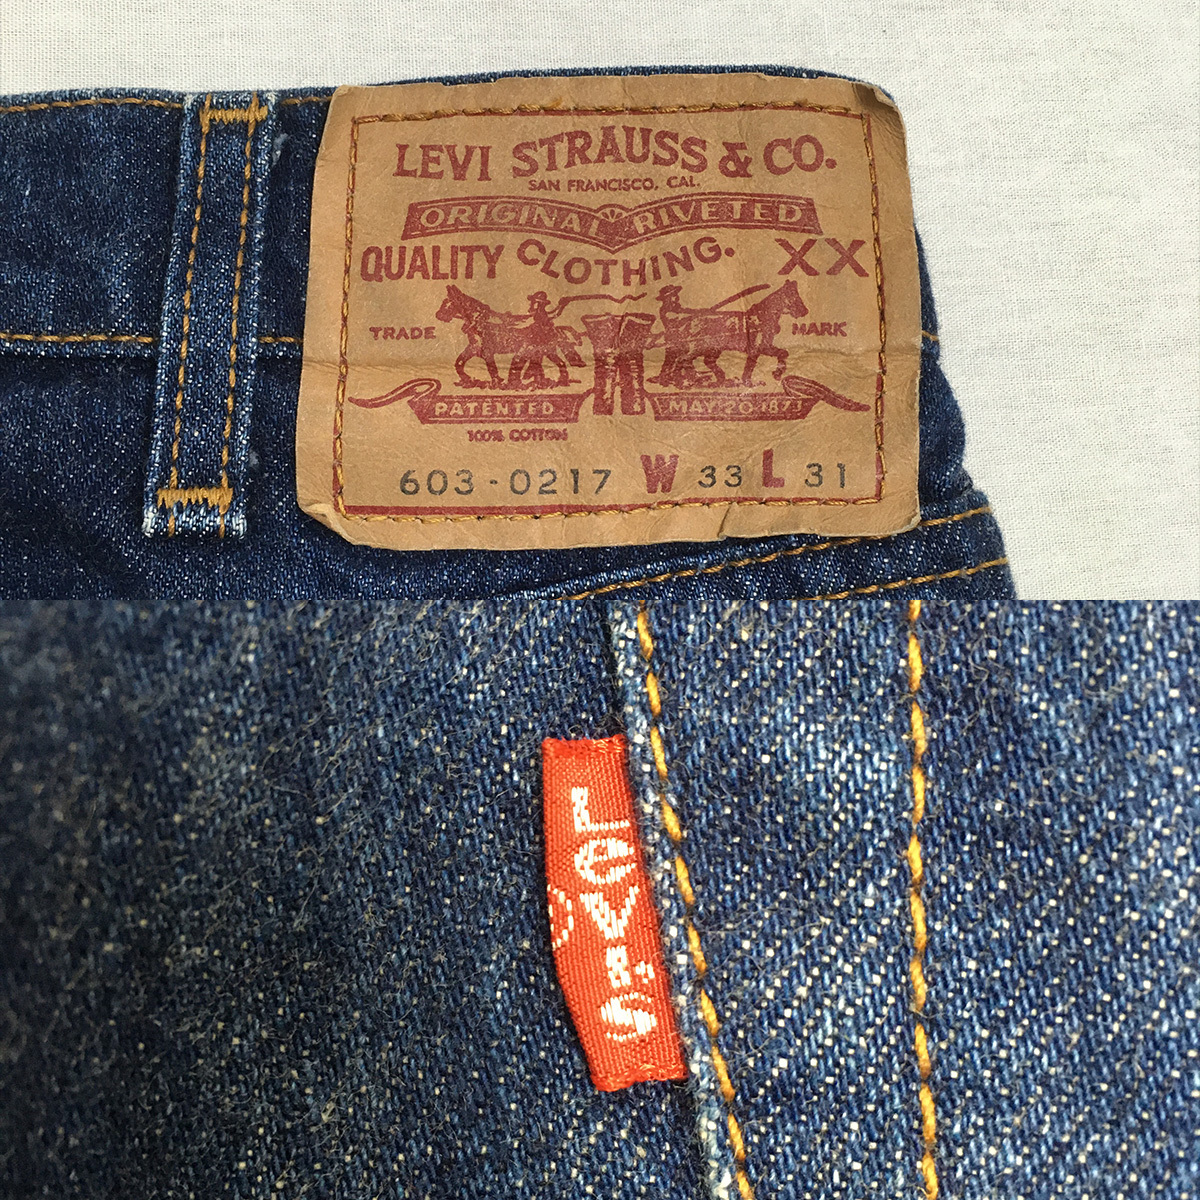 LEVI STRAUSS & CO.
SAN FRANCISCO, CAL.
ORIGINAL RIVETED
QUALITY CLOTHING. XX
TRADE MARK
PATENTED MAY 20 1873
100% COTTON
603-0217 W 33 L 31
LeVI'S
®